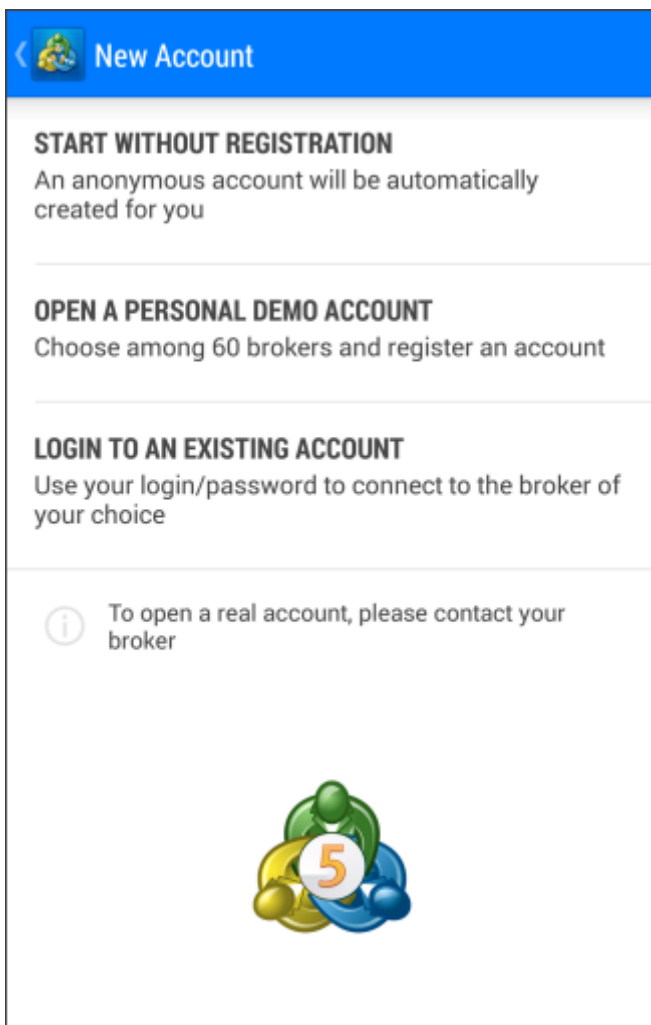 New Account
START WITHOUT REGISTRATION
An anonymous account will be automatically
created for you
OPEN A PERSONAL DEMO ACCOUNT
Choose among 60 brokers and register an account
LOGIN TO AN EXISTING ACCOUNT
Use your login/password to connect to the broker of
your choice
To open a real account, please contact your
broker
5